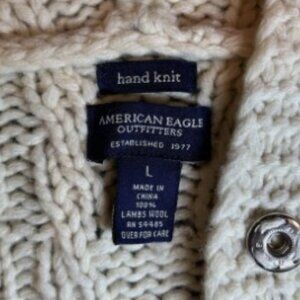 hand knit
AMERICAN EAGLE
OUTFITTERS
ESTABLISHED 1977
L
MADE IN
CHINA
100%
LAMBS WOOL
RN 54485
OVER FOR CARE